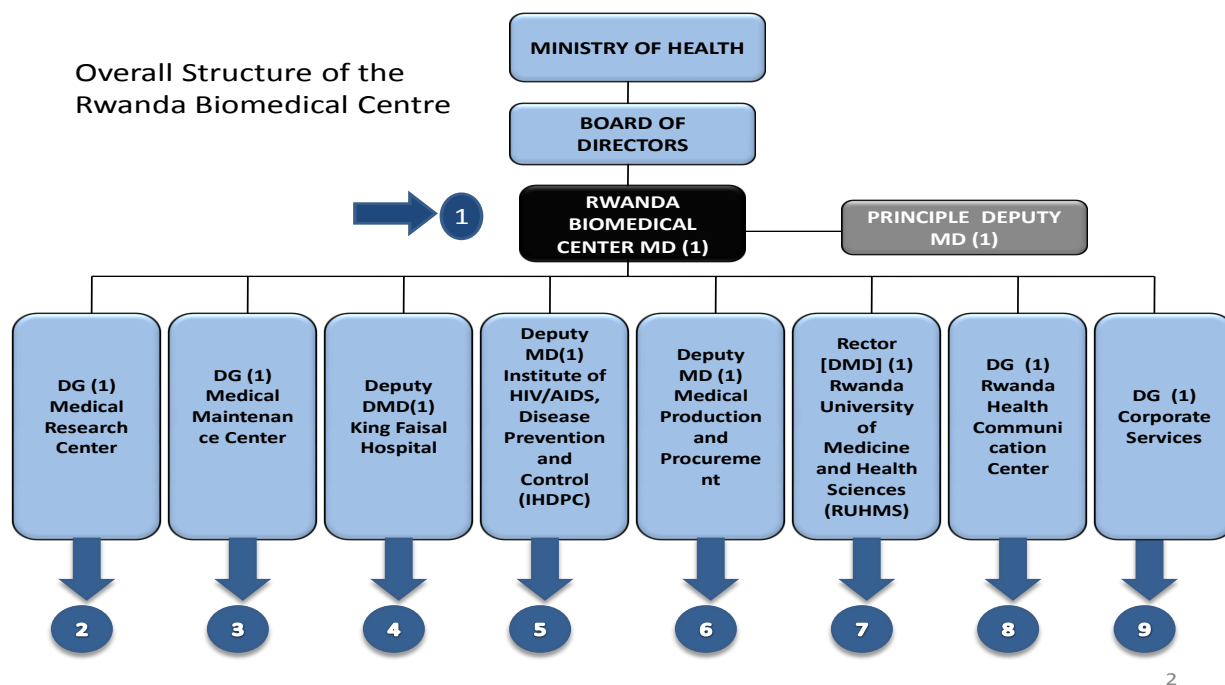 Overall Structure of the
Rwanda Biomedical Centre
MINISTRY OF HEALTH
BOARD OF
DIRECTORS
1
RWANDA
BIOMEDICAL
CENTER MD (1)
PRINCIPLE DEPUTY
MD (1)
DG (1)
Medical
Research
Center
DG (1)
Medical
Maintenan
ce Center
Deputy
DMD(1)
King Faisal
Hospital
Deputy
MD(1)
Institute of
HIV/AIDS,
Disease
Prevention
and
Control
(IHDPC)
Deputy
MD (1)
Medical
Production
and
Procureme
nt
Rector
[DMD] (1)
Rwanda
University
of
Medicine
and Health
Sciences
(RUHMS)
DG (1)
Rwanda
Health
Communi
cation
Center
DG (1)
Corporate
Services
2
3
4
5
6
7
8
9
2